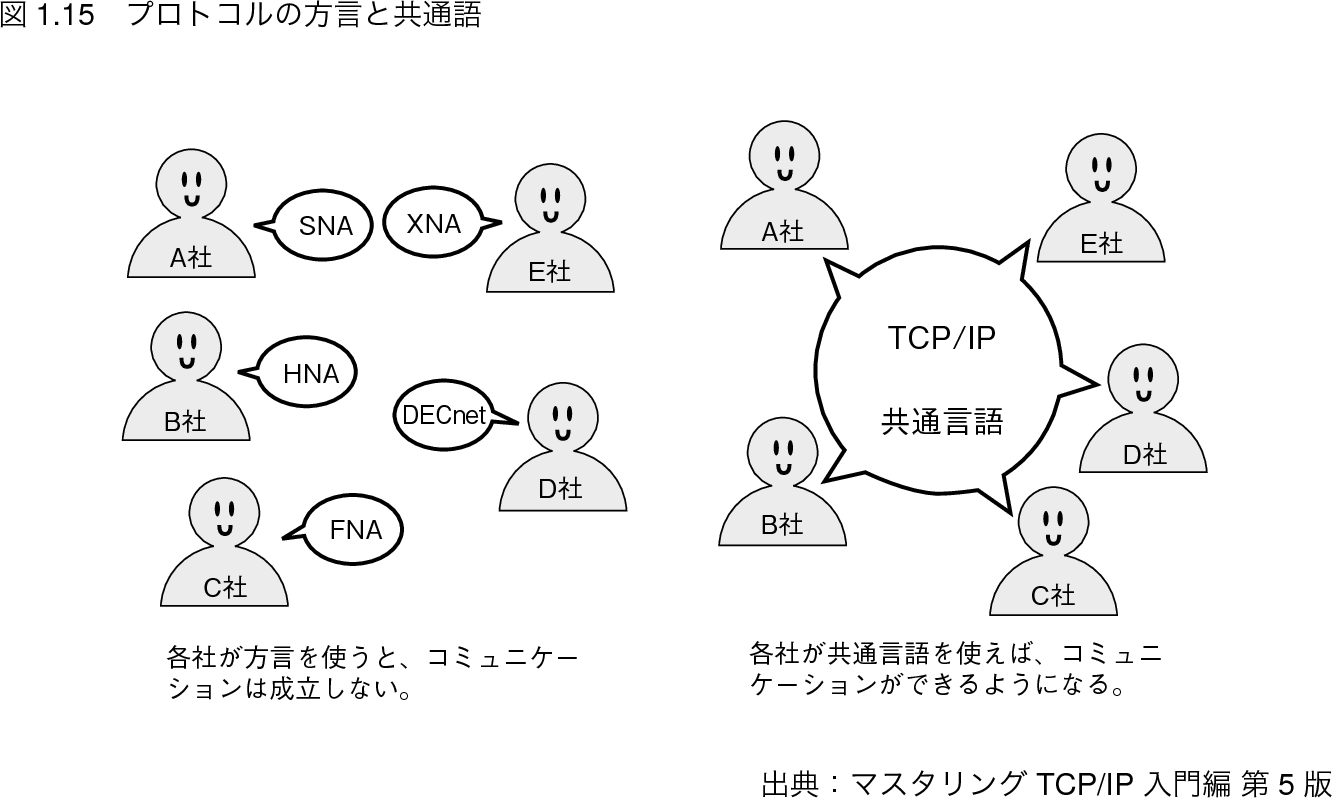 図 1.15 プロトコルの方言と共通語
A社
SNA
XNA
E社
B社
HNA
DECnet
D社
C社
FNA
各社が方言を使うと、コミュニケー
ションは成立しない。
A社
E社
TCP/IP
共通言語
D社
B社
C社
各社が共通言語を使えば、コミュニ
ケーションができるようになる。
出典：マスタリング TCP/IP 入門編 第 5 版